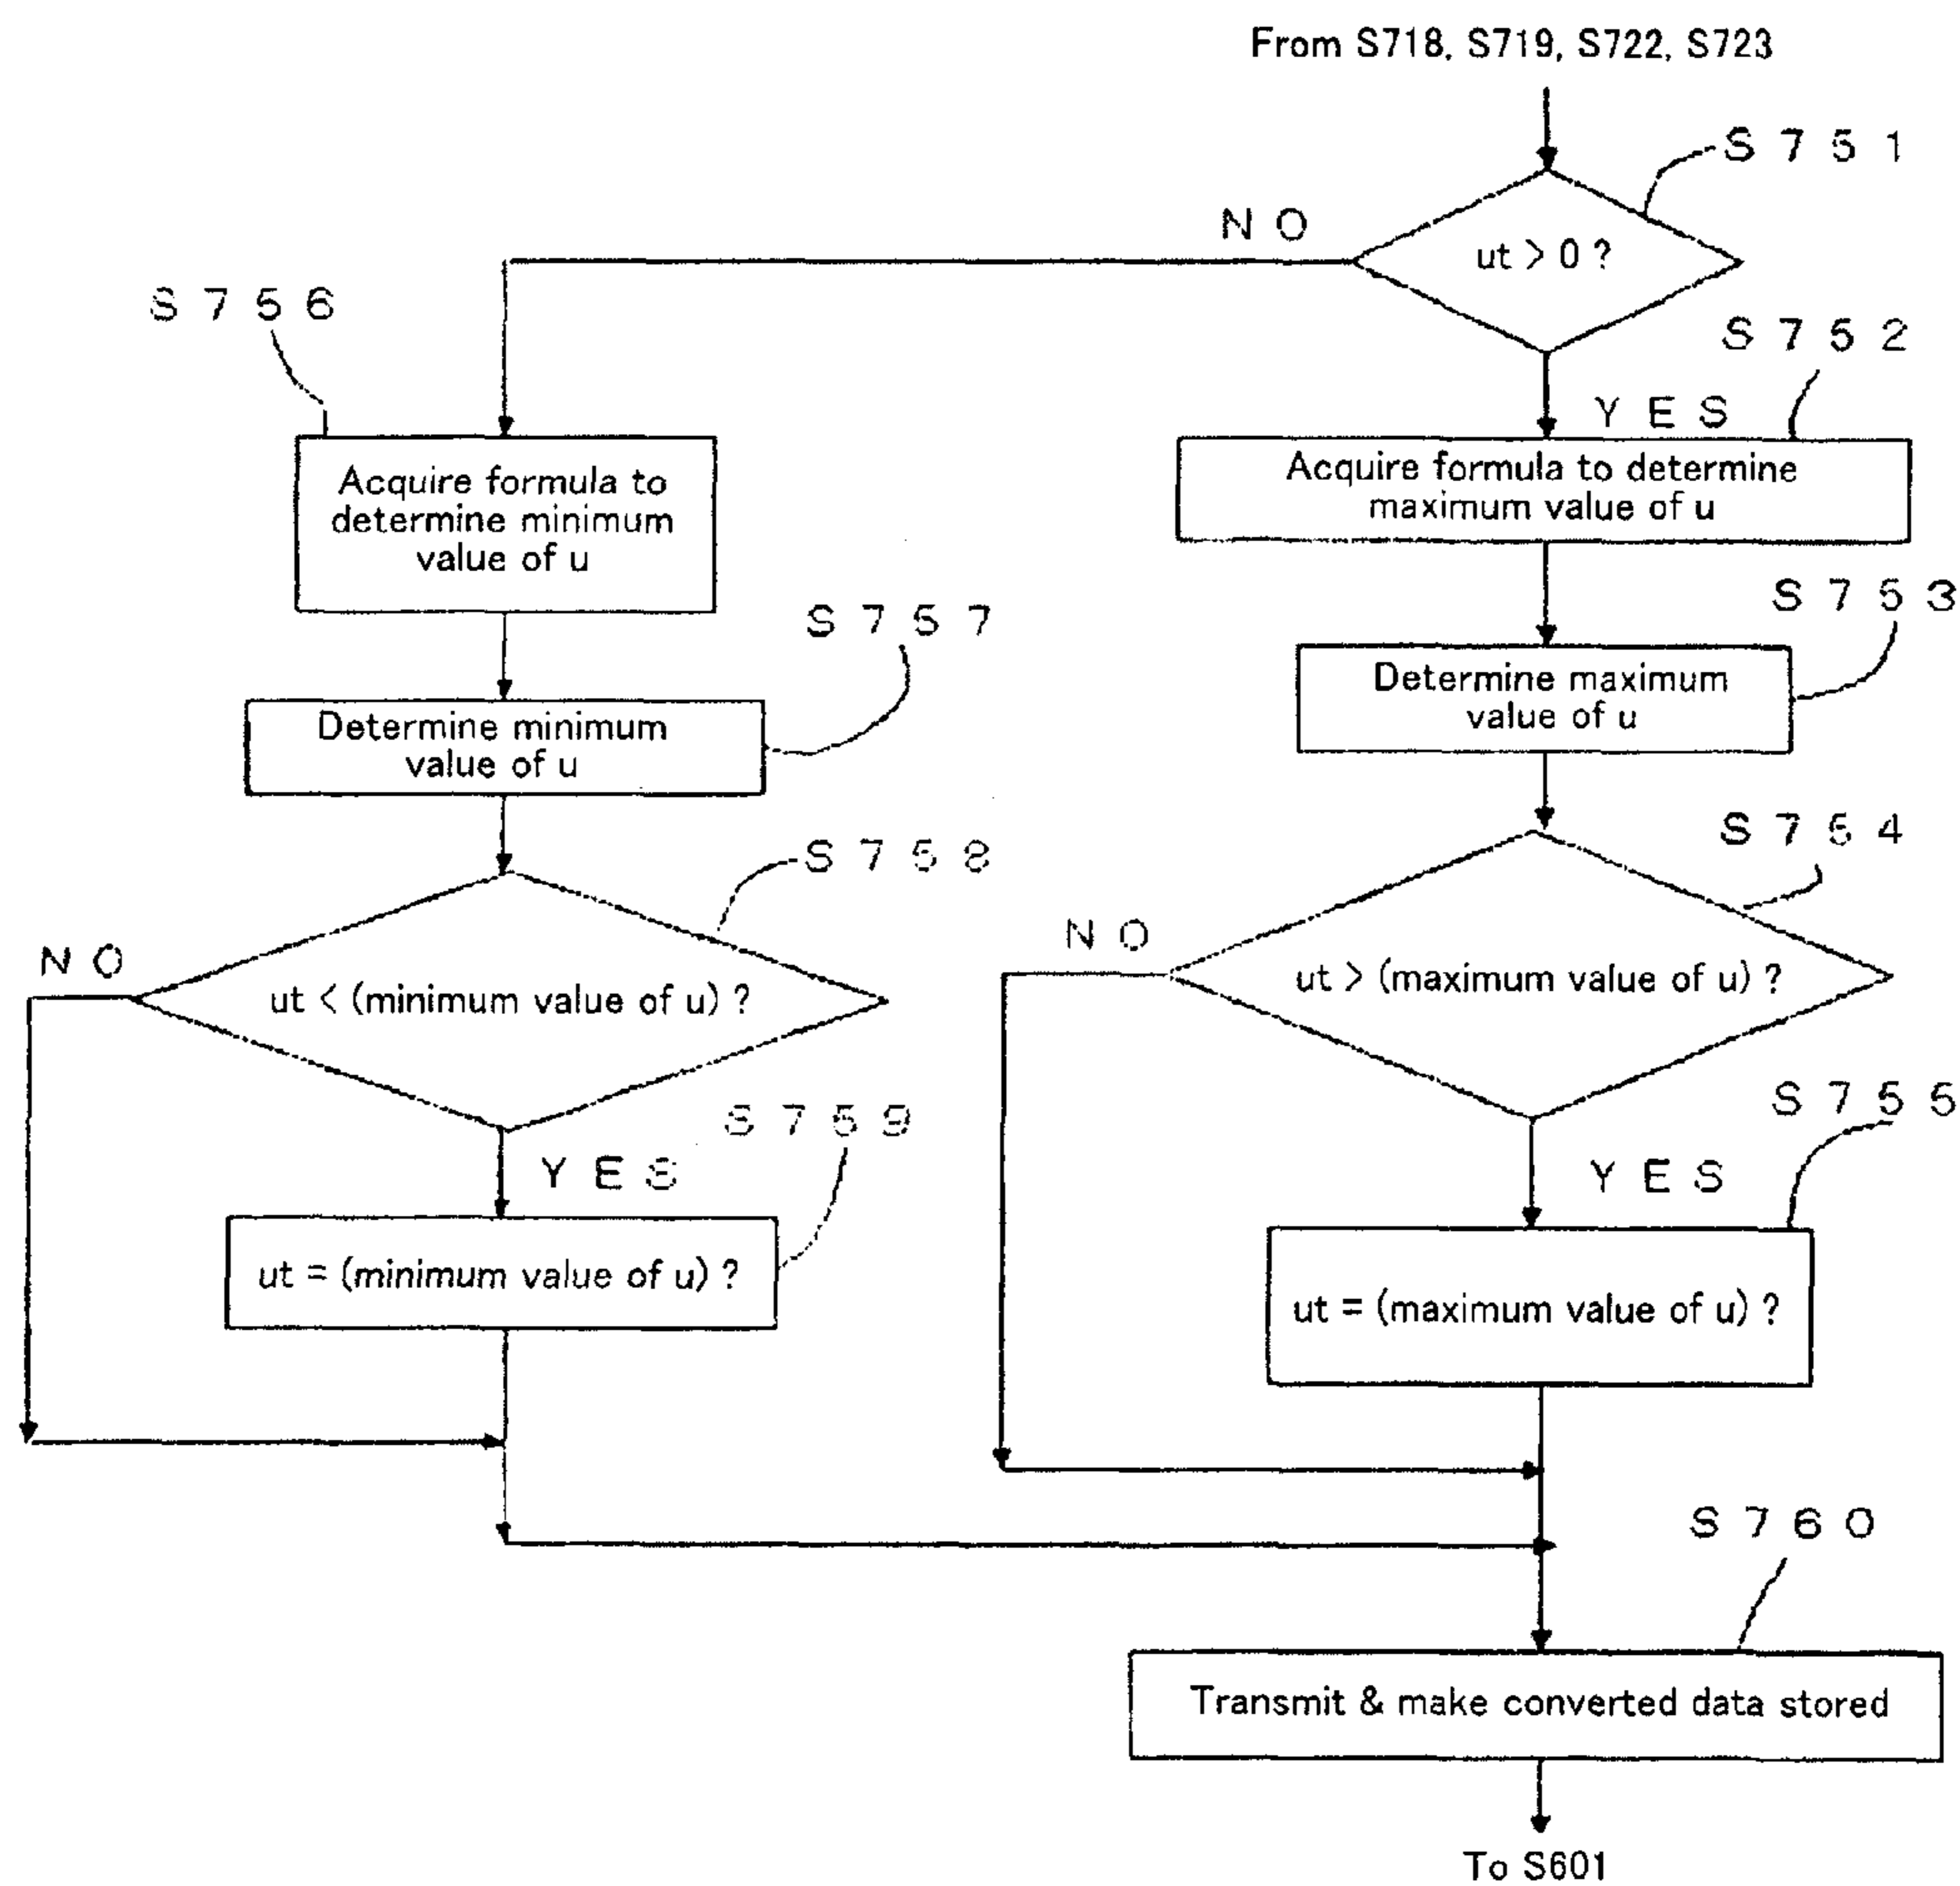 From S718, S719, S722, S723
S751
NO
ut > 0 ?
S756
S752
YES
Acquire formula to
determine minimum
value of u
Acquire formula to determine
maximum value of u
S757
S753
Determine minimum
value of u
Determine maximum
value of u
S758
S754
NO
ut < (minimum value of u) ?
NO
ut > (maximum value of u) ?
S759
S755
YES
YES
ut = (minimum value of u) ?
ut = (maximum value of u) ?
S760
Transmit & make converted data stored
To S601